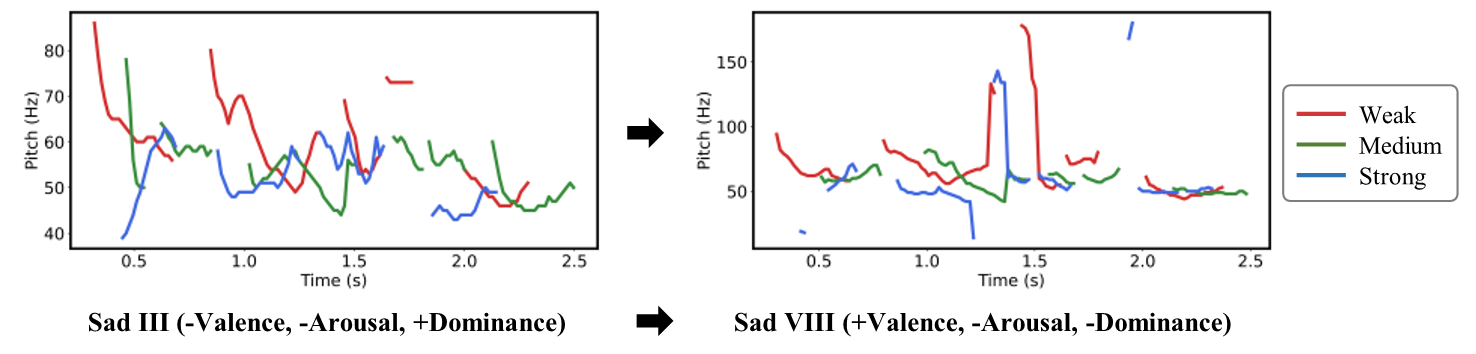 80
70
60
50
40
Pitch (Hz)
0.5 1.0 1.5 2.0 2.5
Time (s)
150
100
50
Pitch (Hz)
0.5 1.0 1.5 2.0 2.5
Time (s)
Weak
Medium
Strong
Sad III (-Valence, -Arousal, +Dominance)
Sad VIII (+Valence, -Arousal, -Dominance)